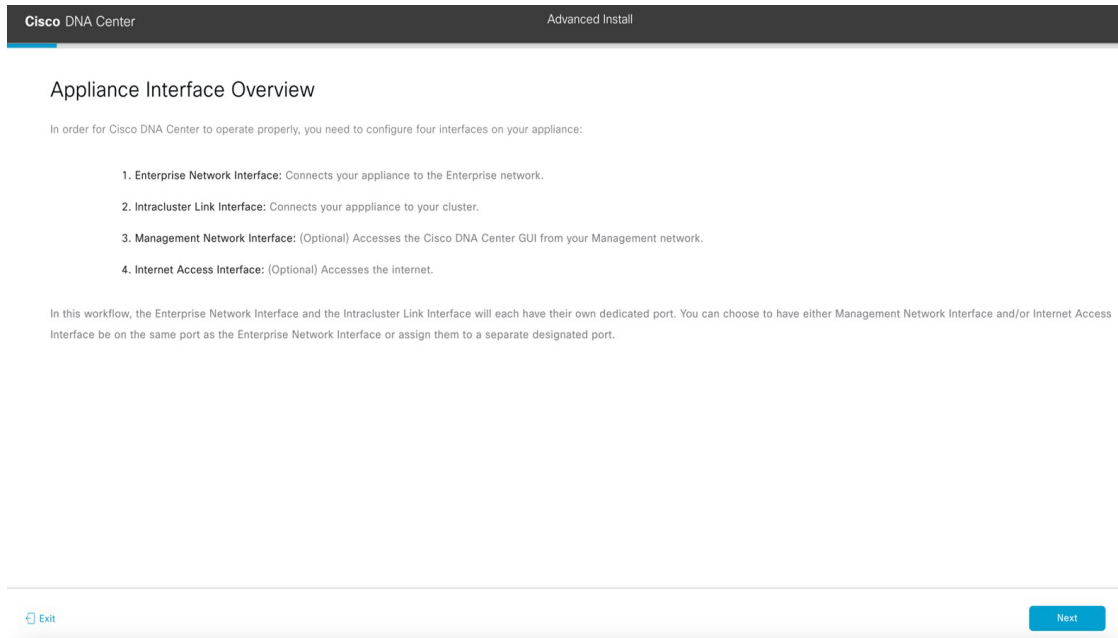 Cisco DNA Center
Advanced Install
Appliance Interface Overview
In order for Cisco DNA Center to operate properly, you need to configure four interfaces on your appliance:
1. Enterprise Network Interface: Connects your appliance to the Enterprise network.
2. Intracluster Link Interface: Connects your apppliance to your cluster.
3. Management Network Interface: (Optional) Accesses the Cisco DNA Center GUI from your Management network.
4. Internet Access Interface: (Optional) Accesses the internet.
In this workflow, the Enterprise Network Interface and the Intracluster Link Interface will each have their own dedicated port. You can choose to have either Management Network Interface and/or Internet Access
Interface be on the same port as the Enterprise Network Interface or assign them to a separate designated port.
Exit
Next